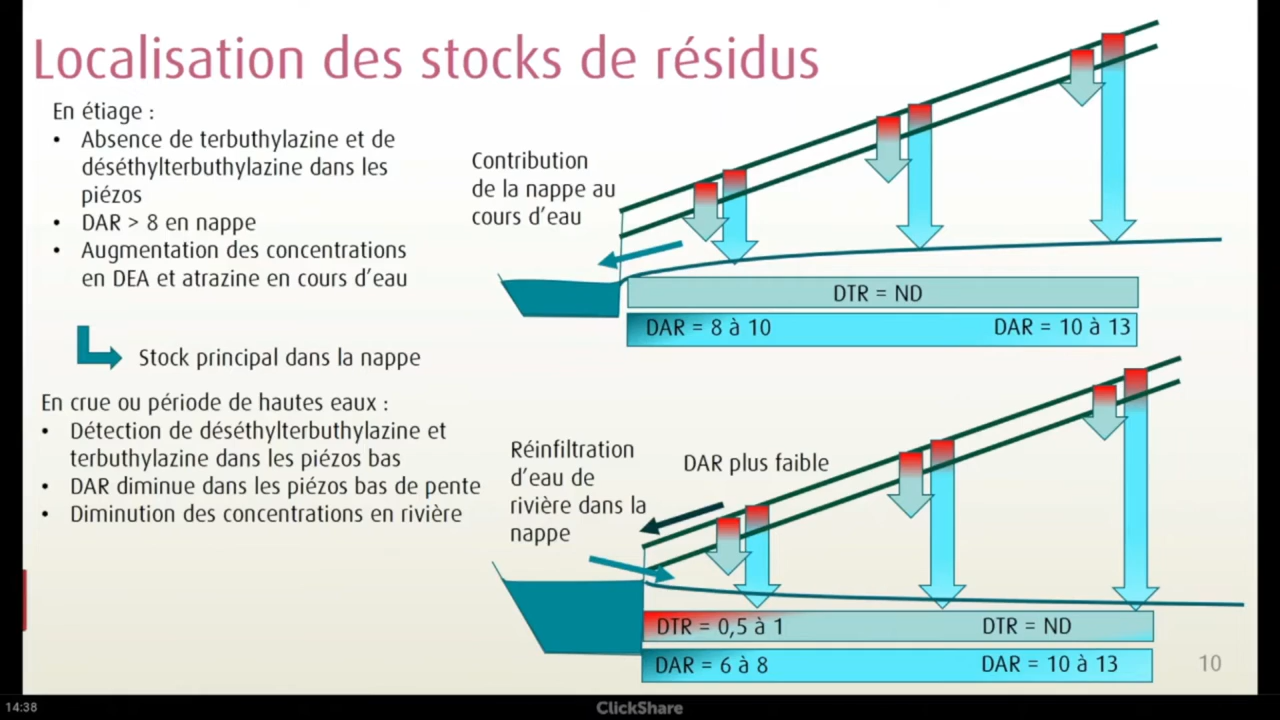 Localisation des stocks de résidus
En étiage :
• Absence de terbuthylazine et de
déséthylterbuthylazine dans les
piézos
• DAR > 8 en nappe
• Augmentation des concentrations
en DEA et atrazine en cours d'eau
Stock principal dans la nappe
Contribution
de la nappe au
cours d'eau
DTR = ND
DAR = 8 à 10
DAR = 10 à 13
En crue ou période de hautes eaux :
• Détection de déséthylterbuthylazine et
terbuthylazine dans les piézos bas
• DAR diminue dans les piézos bas de pente
• Diminution des concentrations en rivière
Réinfiltration
d'eau de
rivière dans la
nappe
DAR plus faible
DTR = 0,5 à 1
DTR = ND
DAR = 6 à 8
DAR = 10 à 13
10
14:38
ClickShare